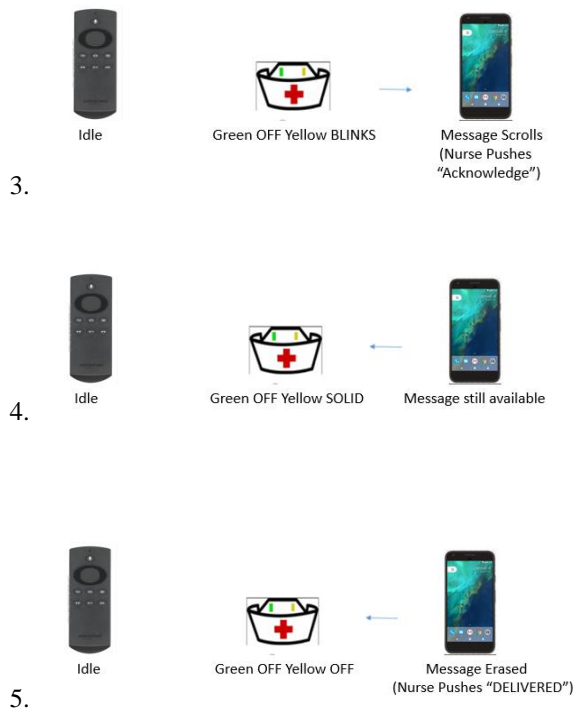 Idle
Green OFF Yellow BLINKS
Message Scrolls
(Nurse Pushes
“Acknowledge”)
3.
Idle
Green OFF Yellow SOLID
Message still available
4.
Idle
Green OFF Yellow OFF
Message Erased
(Nurse Pushes “DELIVERED”)
5.